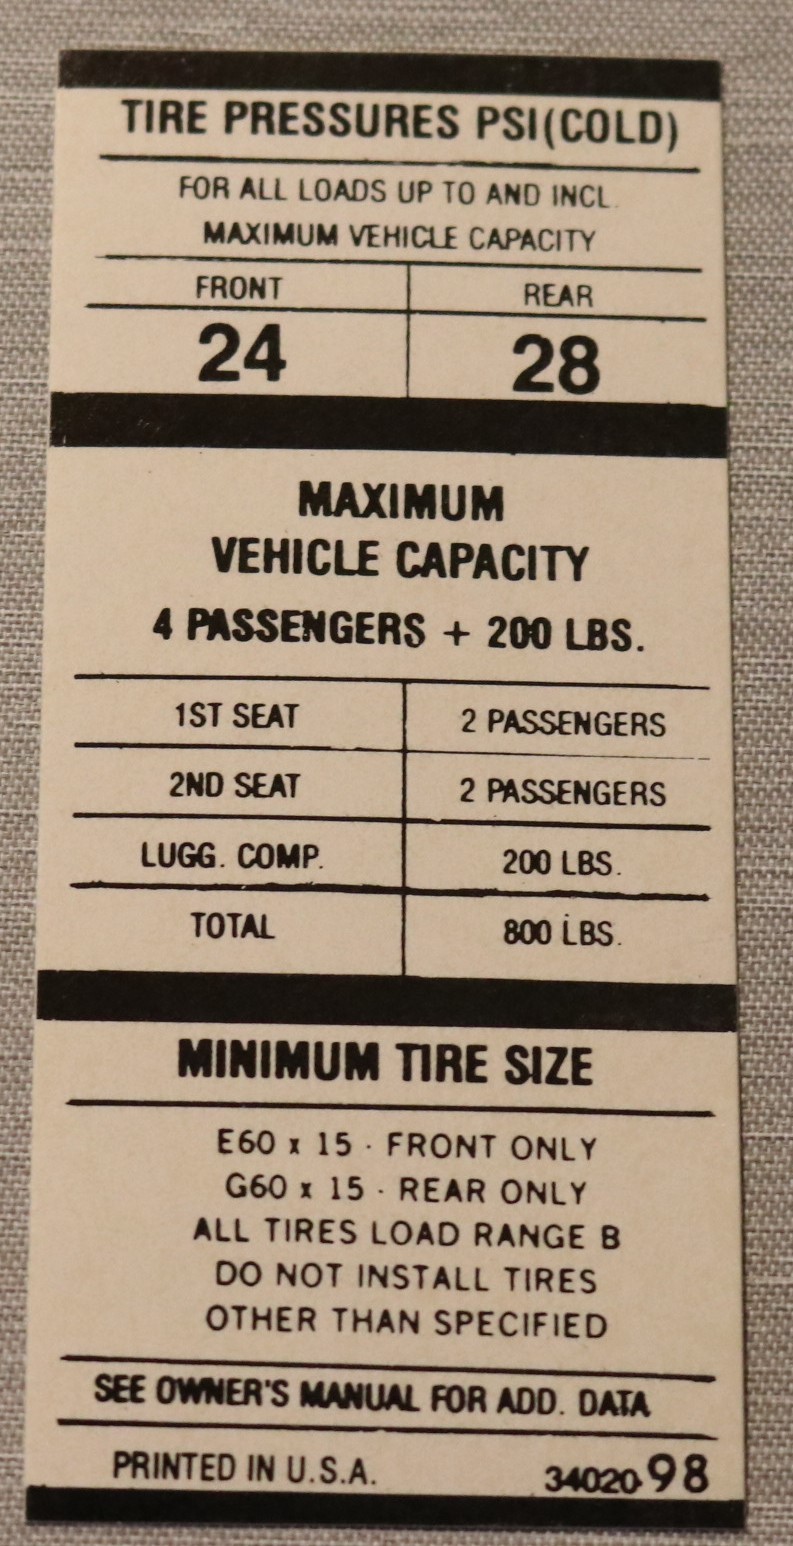 TIRE PRESSURES PSI(COLD)
FOR ALL LOADS UP TO AND INCL.
MAXIMUM VEHICLE CAPACITY
FRONT REAR
24 28
MAXIMUM
VEHICLE CAPACITY
4 PASSENGERS + 200 LBS.
1ST SEAT 2 PASSENGERS
2ND SEAT 2 PASSENGERS
LUGG. COMP. 200 LBS.
TOTAL 800 LBS.
MINIMUM TIRE SIZE
E60 x 15 - FRONT ONLY
G60 x 15 - REAR ONLY
ALL TIRES LOAD RANGE B
DO NOT INSTALL TIRES
OTHER THAN SPECIFIED
SEE OWNER'S MANUAL FOR ADD. DATA
PRINTED IN U.S.A. 34020-98